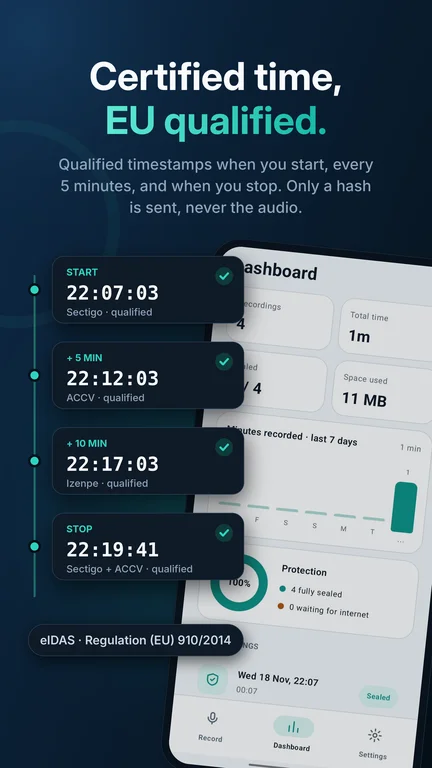 Certified time,
EU qualified.
Qualified timestamps when you start, every
5 minutes, and when you stop. Only a hash
is sent, never the audio.
START
22:07:03
Sectigo · qualified
+ 5 MIN
22:12:03
ACCV · qualified
+ 10 MIN
22:17:03
Izenpe · qualified
STOP
22:19:41
Sectigo + ACCV · qualified
eIDAS · Regulation (EU) 910/2014
Total time
4
1m
/ 4
Space used
11 MB
Minutes recorded · last 7 days
1 min
1
F S S M T ...
100%
Protection
4 fully sealed
0 waiting for internet
Wed 18 Nov, 22:07
00:07
Sealed
Record
Dashboard
Settings